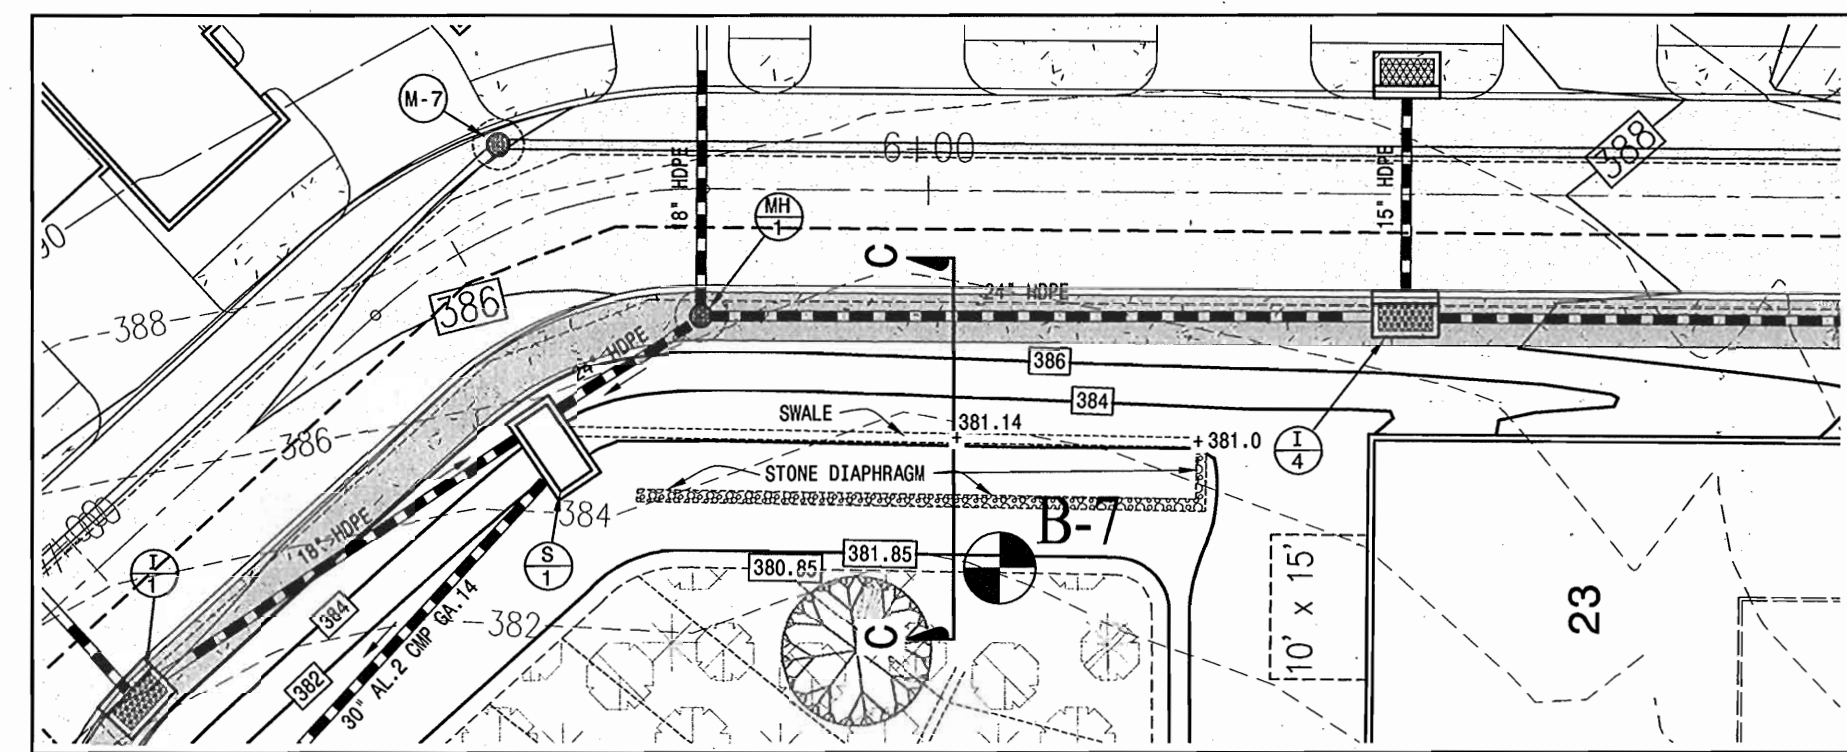 M-7
6+00
388
18" HDPE
15" HDPE
MH
1
C
24" HDPE
386
388
24" HDPE
386
384
SWALE
381.14
+381.0
I
4
386
STONE DIAPHRAGM
384
B-7
18" HDPE
I
1
S
1
381.85
380.85
10' x 15'
23
384
382
C
382
30" AL.2 CMP GA.14